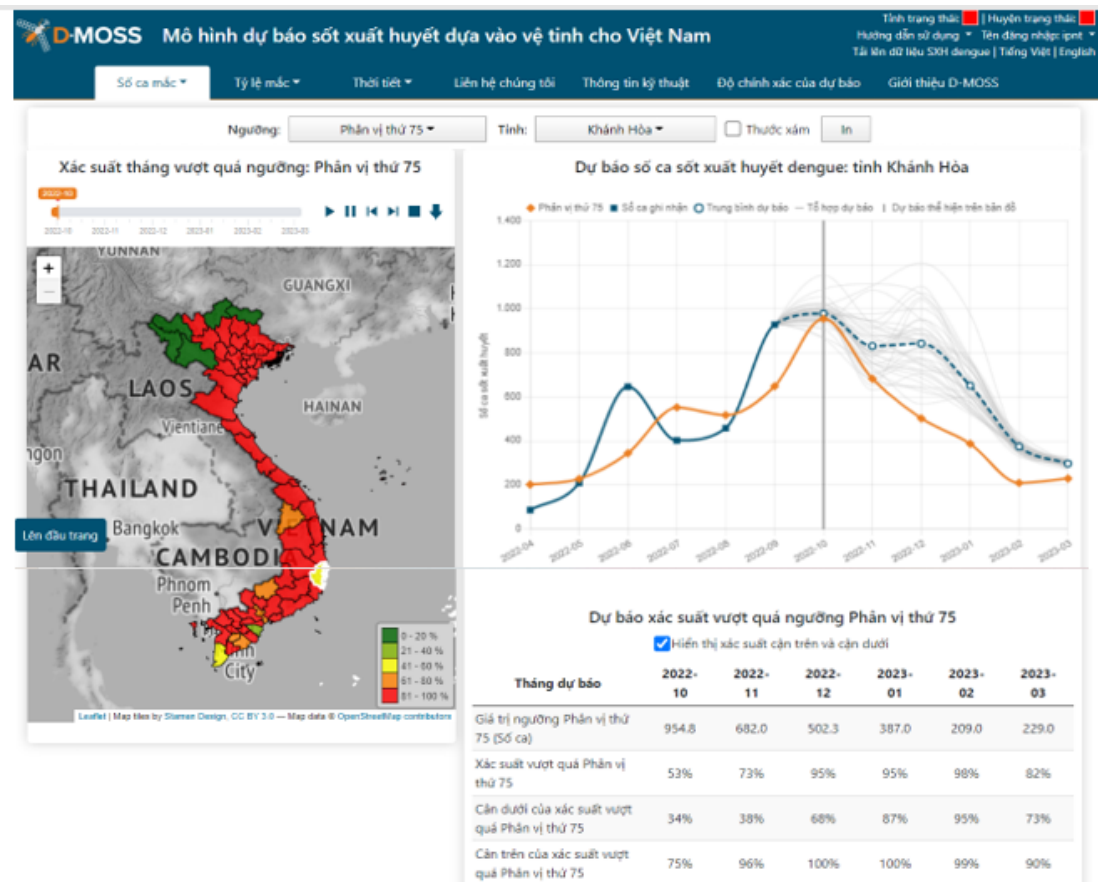 D-MOSS Mô hình dự báo sốt xuất huyết dựa vào vệ tinh cho Việt Nam
Tỉnh trạng thái: | Huyện trạng thái:
Hướng dẫn sử dụng Tên đăng nhập: ipnt
Tải lên dữ liệu SXH dengue | Tiếng Việt | English
Số ca mắc Tỷ lệ mắc Thời tiết Liên hệ chúng tôi Thông tin kỹ thuật Độ chính xác của dự báo Giới thiệu D-MOSS
Ngưỡng: Phân vị thứ 75 Tỉnh: Khánh Hòa Thước xám In
Xác suất tháng vượt quá ngưỡng: Phân vị thứ 75
2022-10
2022-10 2022-11 2022-12 2023-01 2023-02 2023-03
+
−
YUNNAN
GUANGXI
AR
LAOS
HAINAN
Vientiane
ngon
THAILAND
Lên đầu trang
Bangkok
VIETNAM
CAMBODI
Phnom
Penh
City
0 - 20 %
21 - 40 %
41 - 60 %
61 - 80 %
81 - 100 %
Leaflet | Map tiles by Stamen Design, CC BY 3.0 — Map data © OpenStreetMap contributors
Dự báo số ca sốt xuất huyết dengue: tỉnh Khánh Hòa
Phân vị thứ 75 Số ca ghi nhận Trung bình dự báo Tổ hợp dự báo Dự báo thể hiện trên bản đồ
Số ca sốt xuất huyết
1.400
1.200
1.000
800
600
400
200
0
2022-04 2022-05 2022-06 2022-07 2022-08 2022-09 2022-10 2022-11 2022-12 2023-01 2023-02 2023-03
Dự báo xác suất vượt quá ngưỡng Phân vị thứ 75
Hiển thị xác suất cận trên và cận dưới
Tháng dự báo 2022-10 2022-11 2022-12 2023-01 2023-02 2023-03
Giá trị ngưỡng Phân vị thứ
75 (Số ca) 954.8 682.0 502.3 387.0 209.0 229.0
Xác suất vượt quá Phân vị
thứ 75 53% 73% 95% 95% 98% 82%
Cận dưới của xác suất vượt
quá Phân vị thứ 75 34% 38% 68% 87% 95% 73%
Cận trên của xác suất vượt
quá Phân vị thứ 75 75% 96% 100% 100% 99% 90%